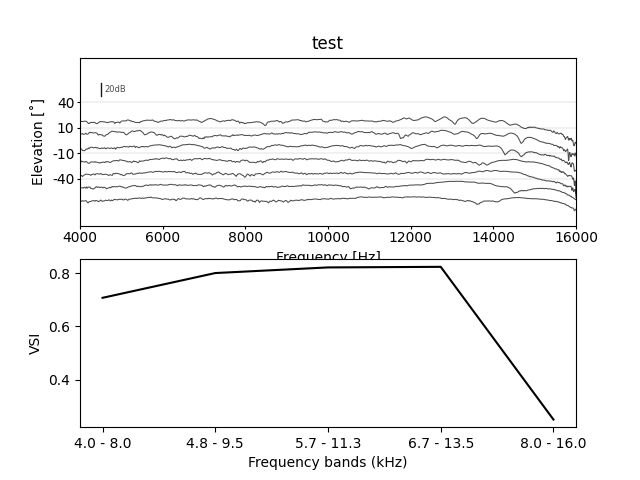 test
20dB
Elevation [˚]
40
10
-10
-40
4000 6000 8000 10000 12000 14000 16000
Frequency [Hz]
VSI
0.8
0.6
0.4
4.0 - 8.0 4.8 - 9.5 5.7 - 11.3 6.7 - 13.5 8.0 - 16.0
Frequency bands (kHz)